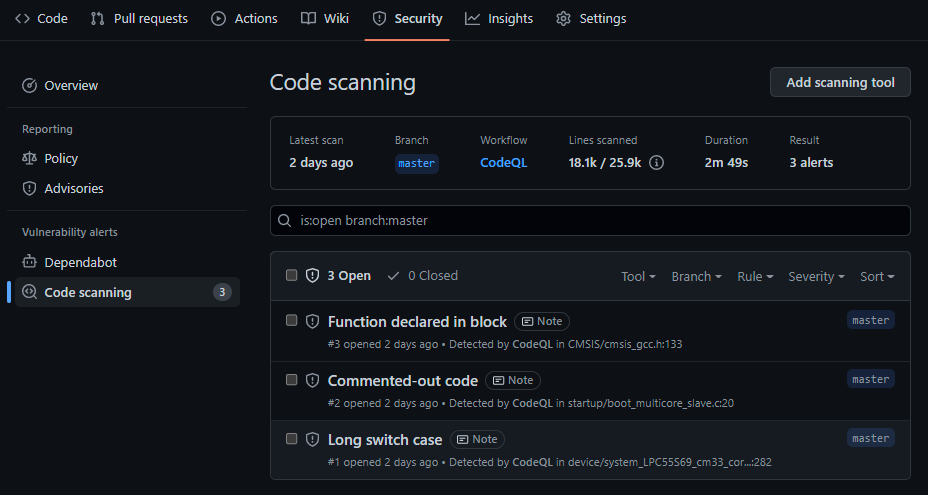 Code Pull requests Actions Wiki Security Insights Settings
Overview
Reporting
Policy
Advisories
Vulnerability alerts
Dependabot
Code scanning 3
Code scanning
Add scanning tool
Latest scan Branch Workflow Lines scanned Duration Result
2 days ago master CodeQL 18.1k / 25.9k 2m 49s 3 alerts
is:open branch:master
3 Open 0 Closed Tool Branch Rule Severity Sort
Function declared in block Note master
#3 opened 2 days ago • Detected by CodeQL in CMSIS/cmsis_gcc.h:133
Commented-out code Note master
#2 opened 2 days ago • Detected by CodeQL in startup/boot_multicore_slave.c:20
Long switch case Note master
#1 opened 2 days ago • Detected by CodeQL in device/system_LPC55S69_cm33_cor...:282